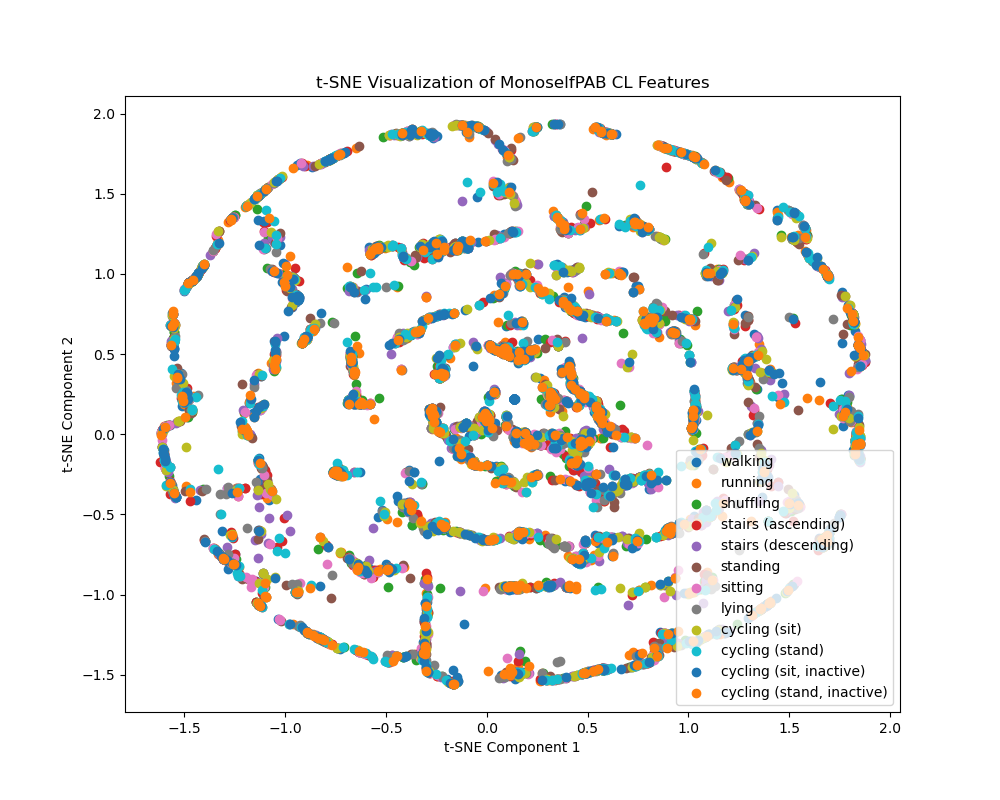 t-SNE Visualization of MonoselfPAB CL Features
2.0
1.5
1.0
0.5
0.0
−0.5
−1.0
−1.5
t-SNE Component 2
walking
running
shuffling
stairs (ascending)
stairs (descending)
standing
sitting
lying
cycling (sit)
cycling (stand)
cycling (sit, inactive)
cycling (stand, inactive)
−1.5 −1.0 −0.5 0.0 0.5 1.0 1.5 2.0
t-SNE Component 1